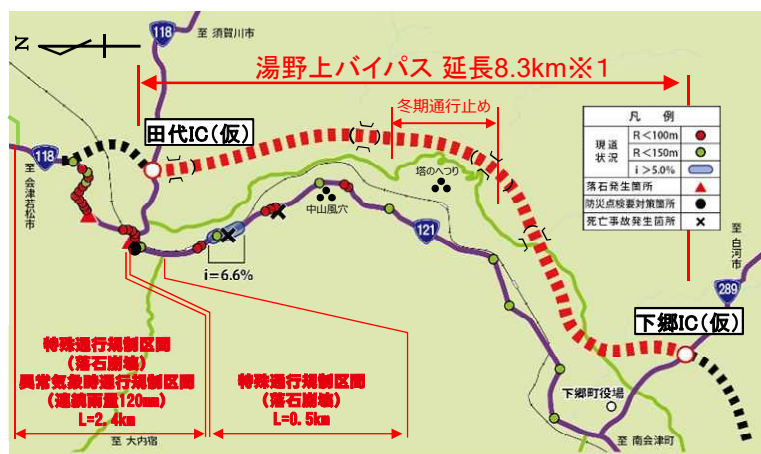 N
118
至 須賀川市
湯野上バイパス 延長8.3km※1
冬期通行止め
田代IC(仮)
118
至 会津若松市
塔のへつり
中山風穴
凡 例
現道状況
R<100m
R<150m
i>5.0%
落石発生箇所
防災点検要対策箇所
死亡事故発生箇所
至 白河市
121
289
i=6.6%
下郷IC(仮)
特殊通行規制区間
(落石崩壊)
異常気象時通行規制区間
(連続雨量120mm)
L=2.4km
特殊通行規制区間
(落石崩壊)
L=0.5km
下郷町役場
至 大内宿
至 南会津町